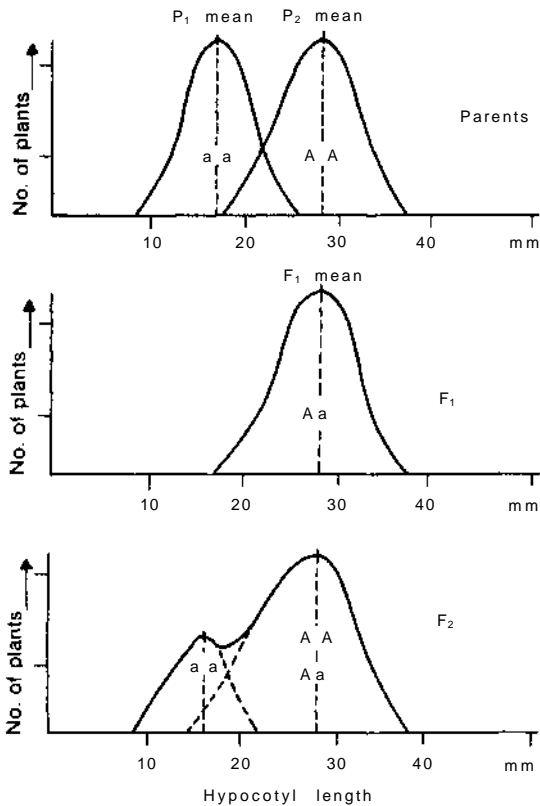 P₁ mean P₂ mean
No. of plants
Parents
a a A A
10 20 30 40 mm
F₁ mean
No. of plants
F₁
A a
10 20 30 40 mm
No. of plants
F₂
a a A A
A a
10 20 30 40 mm
Hypocotyl length